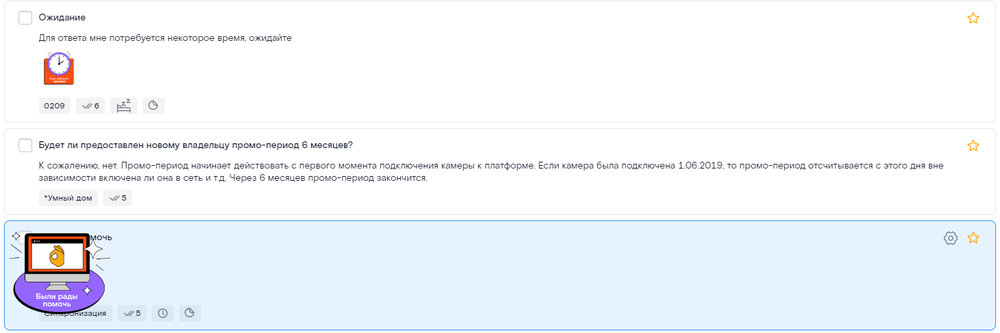 Ожидание
Для ответа мне потребуется некоторое время, ожидайте
0209
6
Будет ли предоставлен новому владельцу промо-период 6 месяцев?
К сожалению, нет. Промо-период начинает действовать с первого момента подключения камеры к платформе. Если камера была подключена 1.06.2019, то промо-период отсчитывается с этого дня вне
зависимости включена ли она в сеть и т.д. Через 6 месяцев промо-период закончится.
*Умный дом
5
мочь
Были рады
помочь
Синхронизация
5